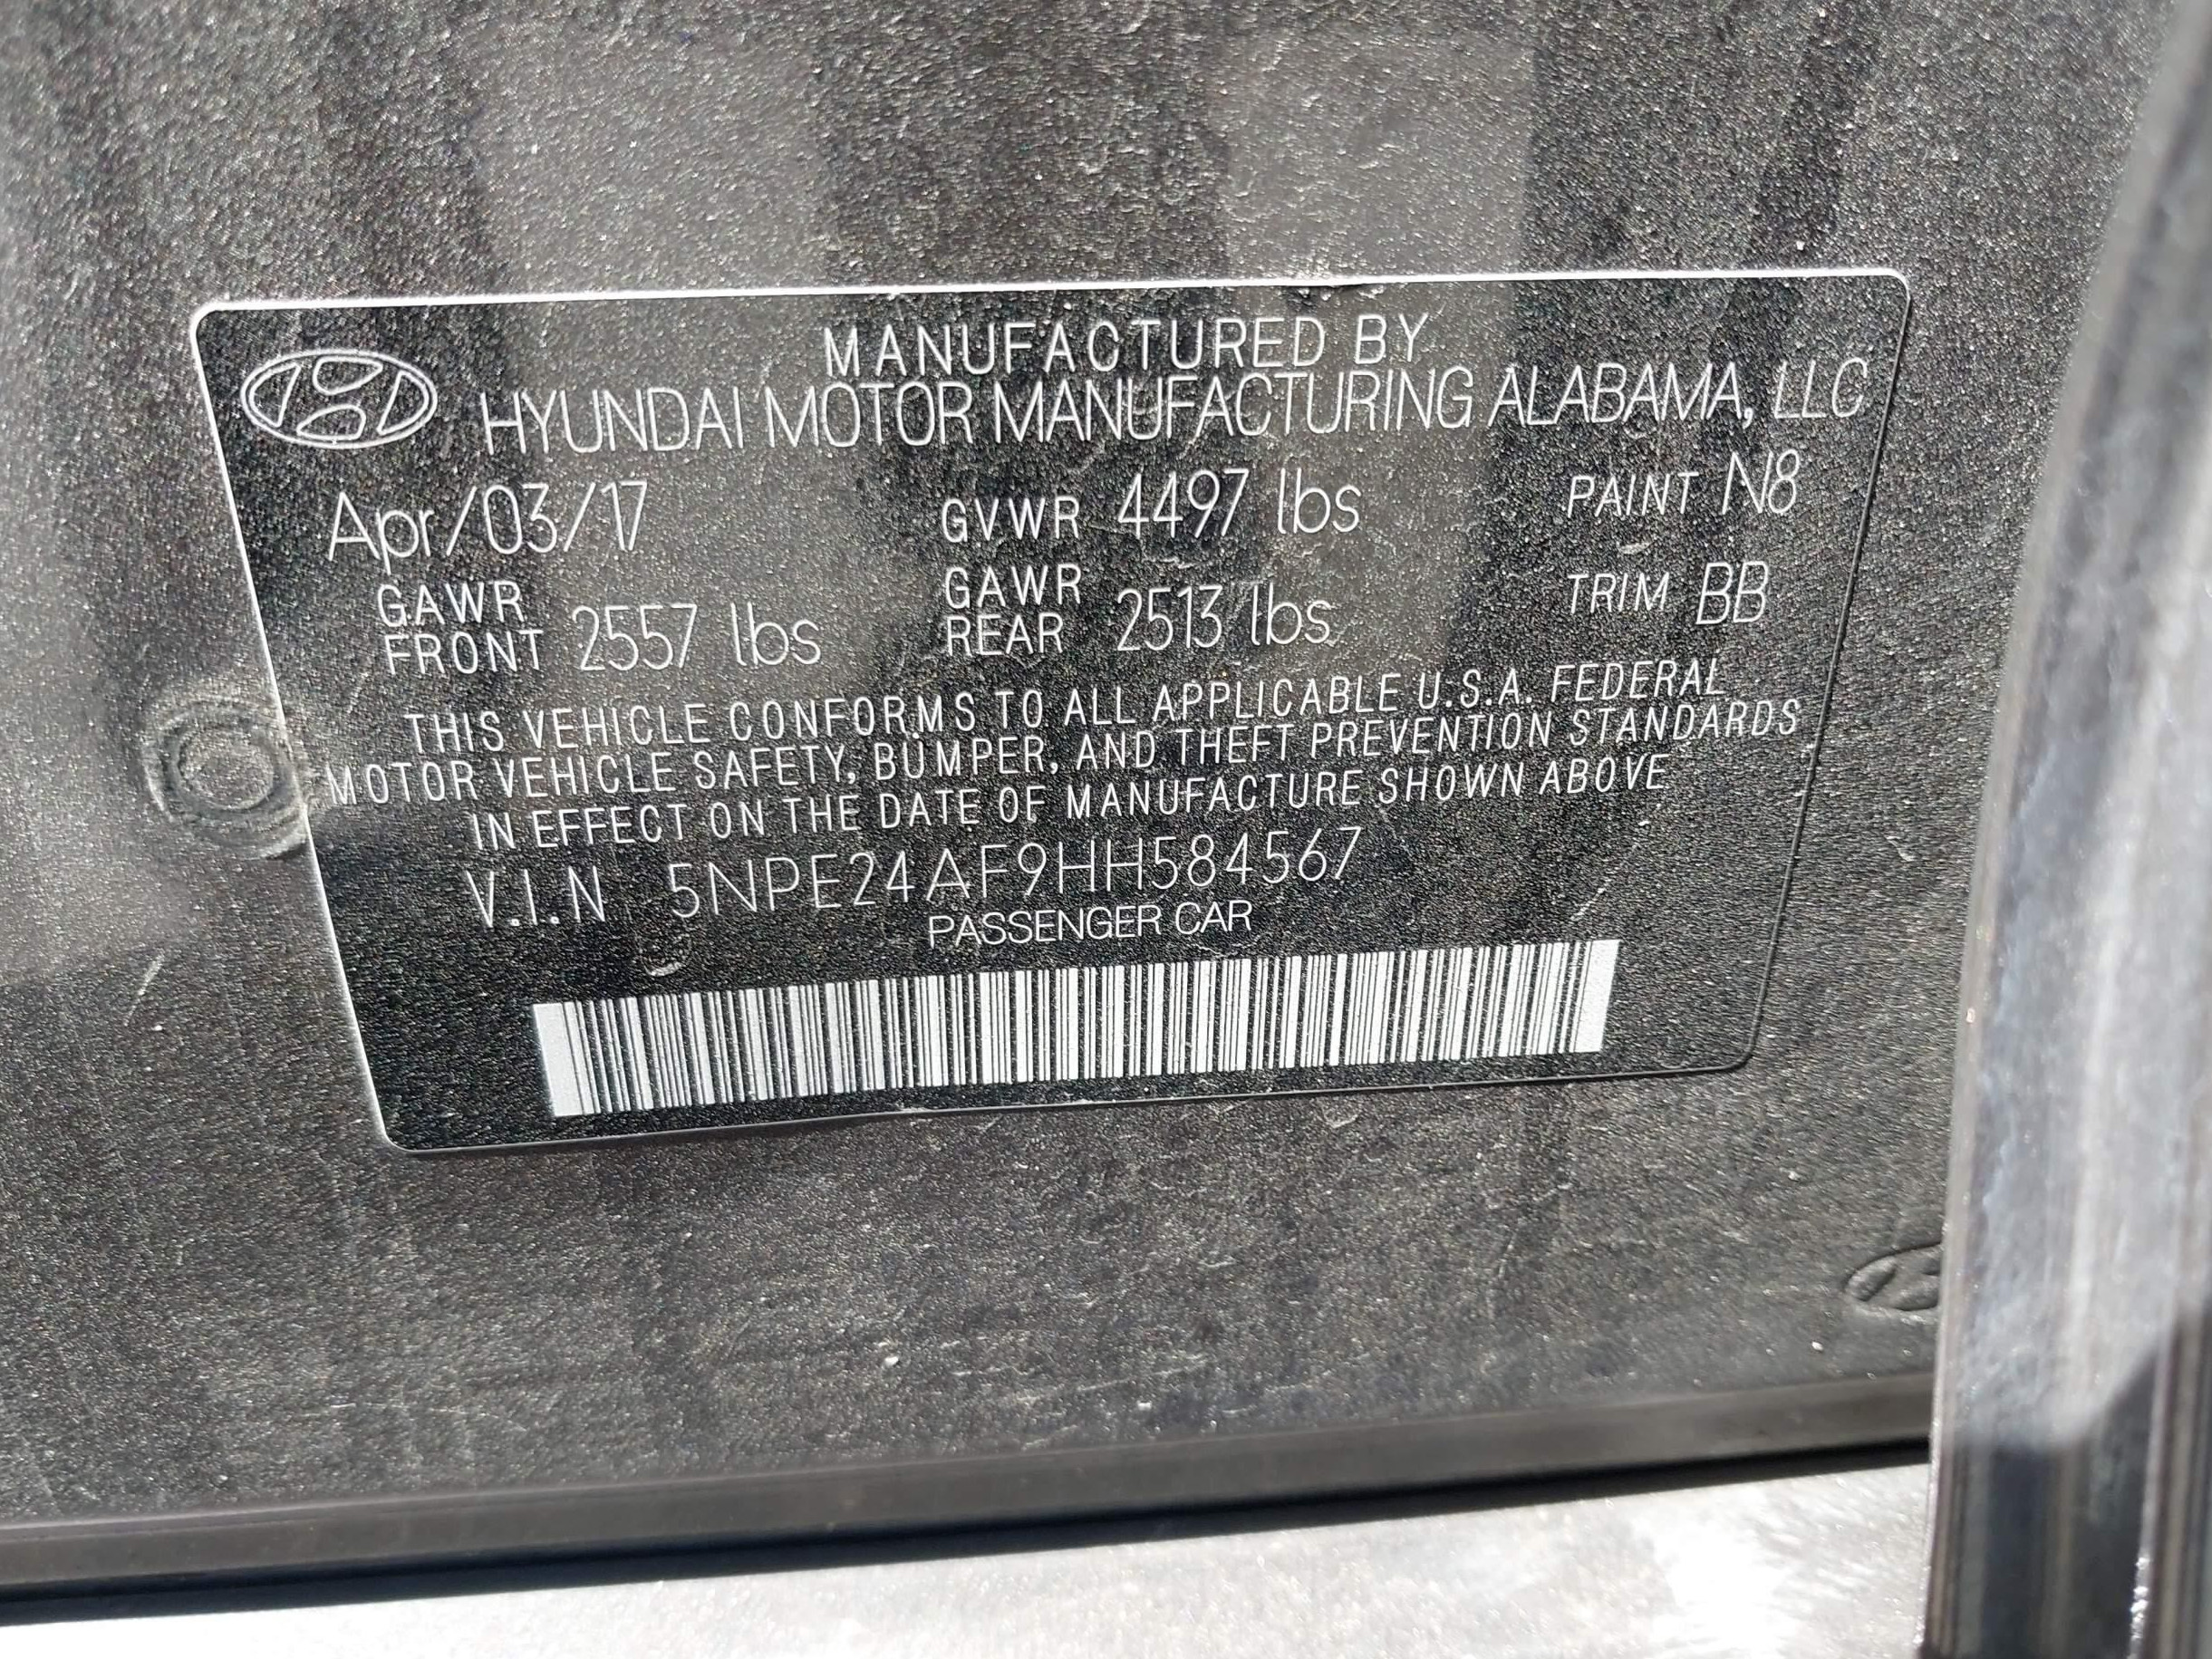 MANUFACTURED BY
HYUNDAI MOTOR MANUFACTURING ALABAMA, LLC
Apr/03/17 GVWR 4497 lbs PAINT N8
GAWR FRONT 2557 lbs GAWR REAR 2513 lbs TRIM BB
THIS VEHICLE CONFORMS TO ALL APPLICABLE U.S.A. FEDERAL
MOTOR VEHICLE SAFETY, BUMPER, AND THEFT PREVENTION STANDARDS
IN EFFECT ON THE DATE OF MANUFACTURE SHOWN ABOVE
V.I.N 5NPE24AF9HH584567
PASSENGER CAR